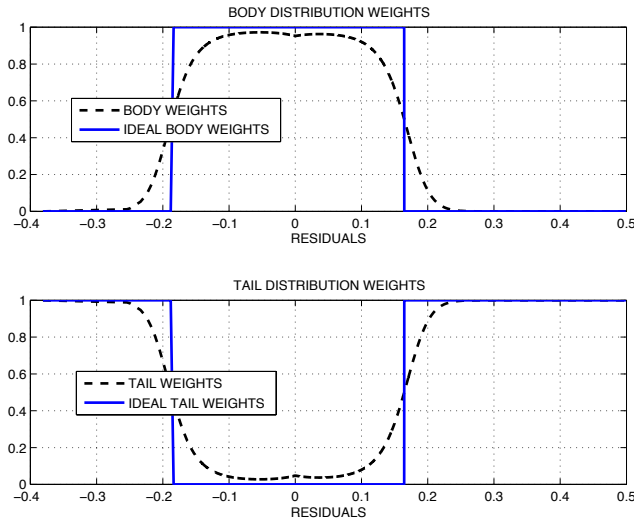 BODY DISTRIBUTION WEIGHTS
1
0.8
0.6
0.4
0.2
0
BODY WEIGHTS
IDEAL BODY WEIGHTS
−0.4 −0.3 −0.2 −0.1 0 0.1 0.2 0.3 0.4 0.5
RESIDUALS
TAIL DISTRIBUTION WEIGHTS
1
0.8
0.6
0.4
0.2
0
TAIL WEIGHTS
IDEAL TAIL WEIGHTS
−0.4 −0.3 −0.2 −0.1 0 0.1 0.2 0.3 0.4 0.5
RESIDUALS